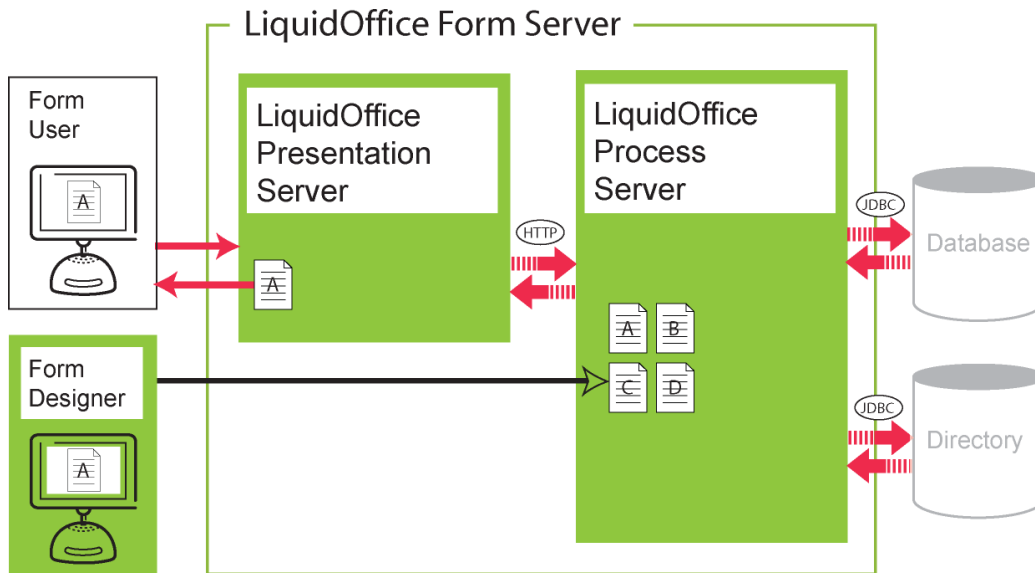 LiquidOffice Form Server
Form
User
A
LiquidOffice
Presentation
Server
A
HTTP
LiquidOffice
Process
Server
A B
C D
JDBC
Database
JDBC
Directory
Form
Designer
A